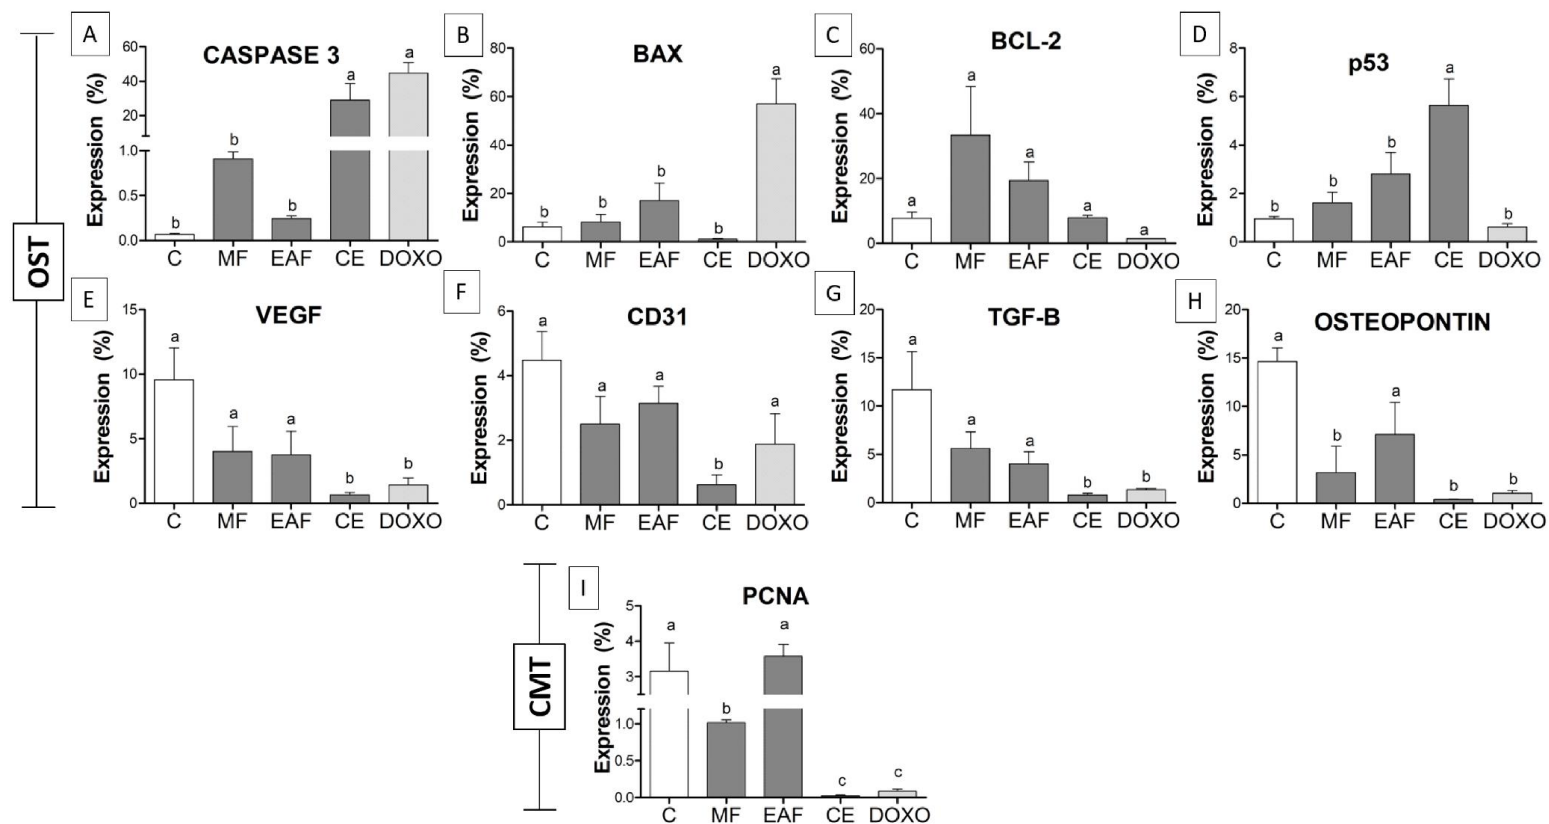 OST
A
CASPASE 3
Expression (%)
60
40
20
1.0
0.5
0.0
b
b
b
a
a
C MF EAF CE DOXO
B
BAX
Expression (%)
80
60
40
20
0
b
b
b
b
a
C MF EAF CE DOXO
C
BCL-2
Expression (%)
60
40
20
0
a
a
a
a
a
C MF EAF CE DOXO
D
p53
Expression (%)
8
6
4
2
0
b
b
b
a
b
C MF EAF CE DOXO
E
VEGF
Expression (%)
15
10
5
0
a
a
a
b
b
C MF EAF CE DOXO
F
CD31
Expression (%)
6
4
2
0
a
a
a
b
a
C MF EAF CE DOXO
G
TGF-B
Expression (%)
20
15
10
5
0
a
a
a
b
b
C MF EAF CE DOXO
H
OSTEOPONTIN
Expression (%)
20
15
10
5
0
a
b
a
b
b
C MF EAF CE DOXO
CMT
I
PCNA
Expression (%)
5
4
3
1.0
0.5
0.0
a
b
a
c
c
C MF EAF CE DOXO